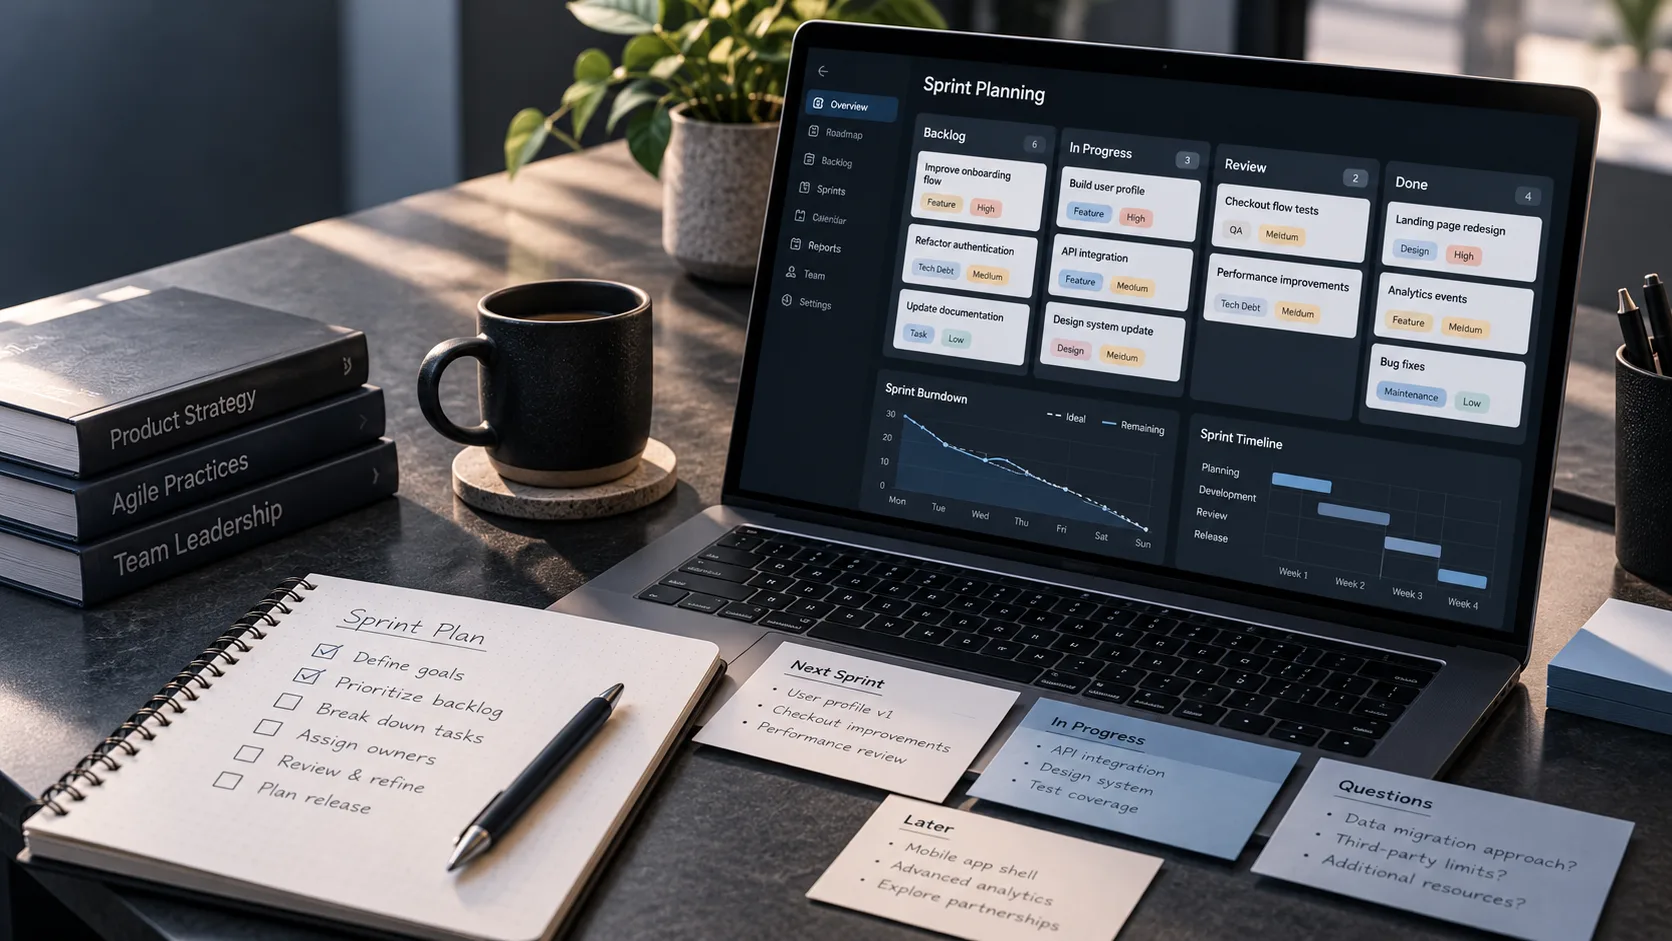 Sprint Planning
Overview
Roadmap
Backlog
Sprints
Calendar
Reports
Team
Settings
Backlog 6
Improve onboarding
flow
Feature High
Refactor authentication
Tech Debt Medium
Update documentation
Task Low
In Progress 3
Build user profile
Feature High
API integration
Feature Meolum
Design system update
Design Meidum
Review 2
Checkout flow tests
QA Meldum
Performance improvements
Tech Debt Meldum
Done 4
Landing page redesign
Design High
Analytics events
Feature Meldum
Bug fixes
Maintenance Low
Sprint Burndown
Ideal Remaining
30
20
10
0
Mon Tue Wed Thu Fri Sat Sun
Sprint Timeline
Planning
Development
Review
Release
Week 1 Week 2 Week 3 Week 4
Product Strategy
Agile Practices
Team Leadership
Sprint Plan
Define goals
Prioritize backlog
Break down tasks
Assign owners
Review & refine
Plan release
Next Sprint
• User profile v1
• Checkout improvements
• Performance review
In Progress
• API integration
• Design system
• Test coverage
Later
• Mobile app shell
• Advanced analytics
• Explore partnerships
Questions
• Data migration approach?
• Third-party limits?
• Additional resources?